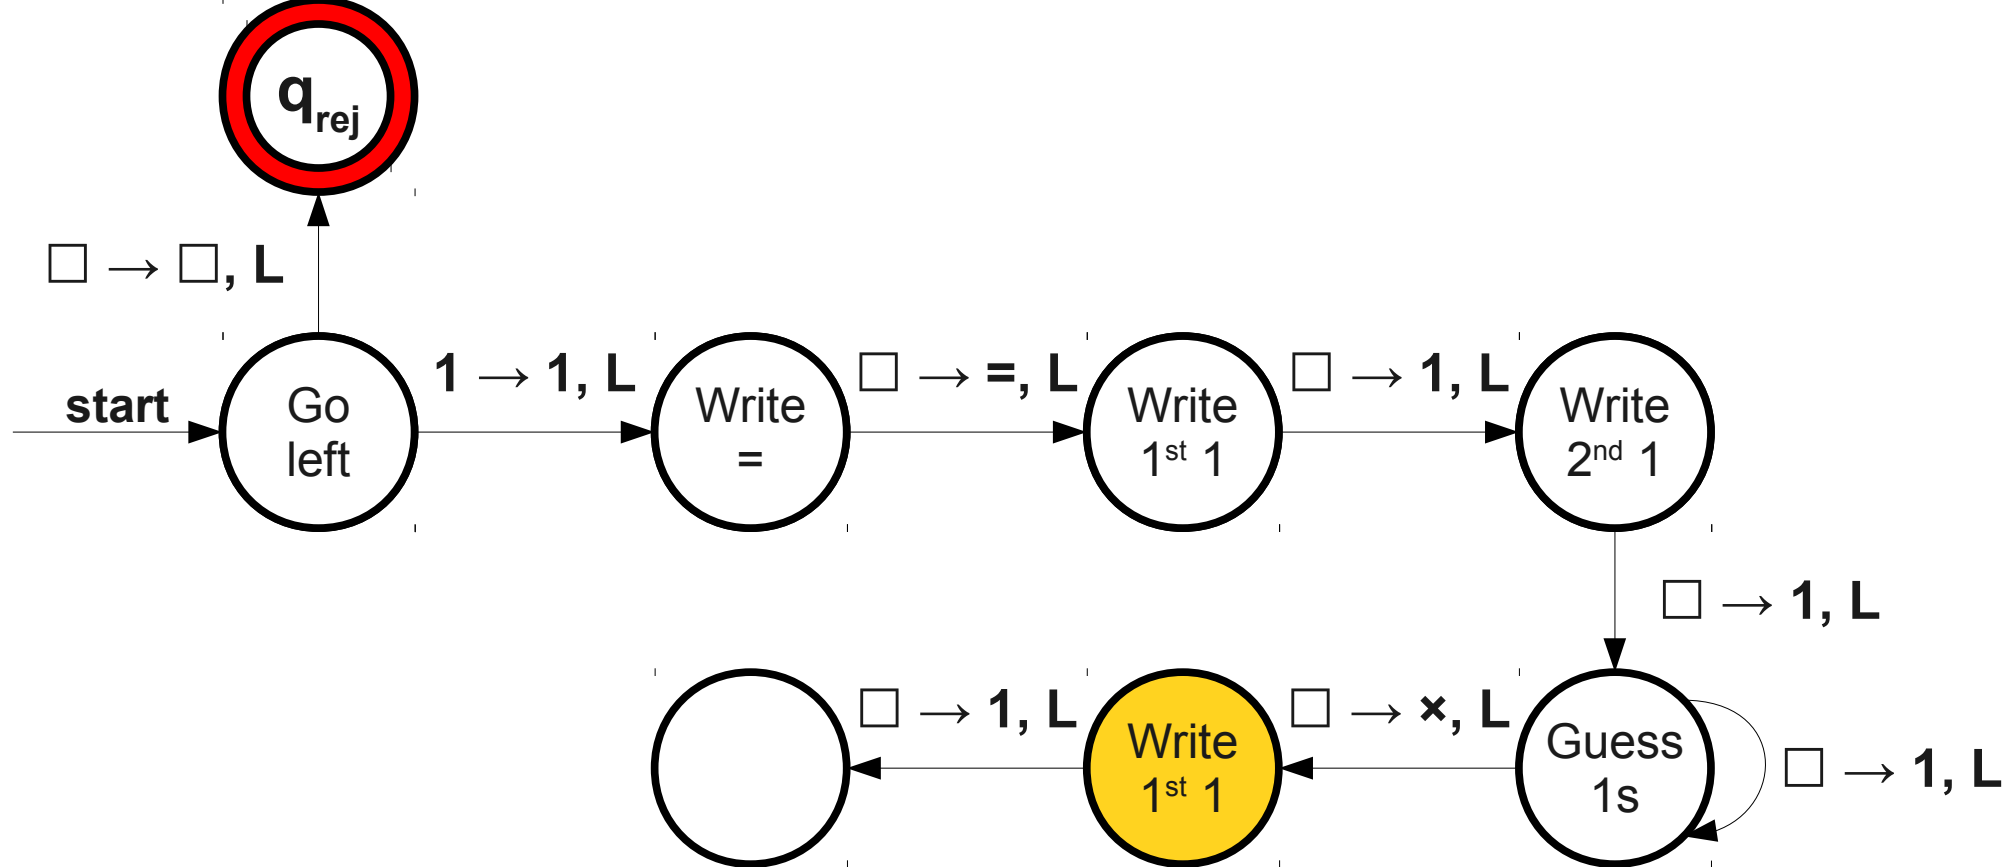 q_rej
□ → □, L
start
Go
left
1 → 1, L
Write
=
□ → =, L
Write
1st 1
□ → 1, L
Write
2nd 1
□ → 1, L
□ → 1, L
Write
1st 1
□ → ×, L
Guess
1s
□ → 1, L